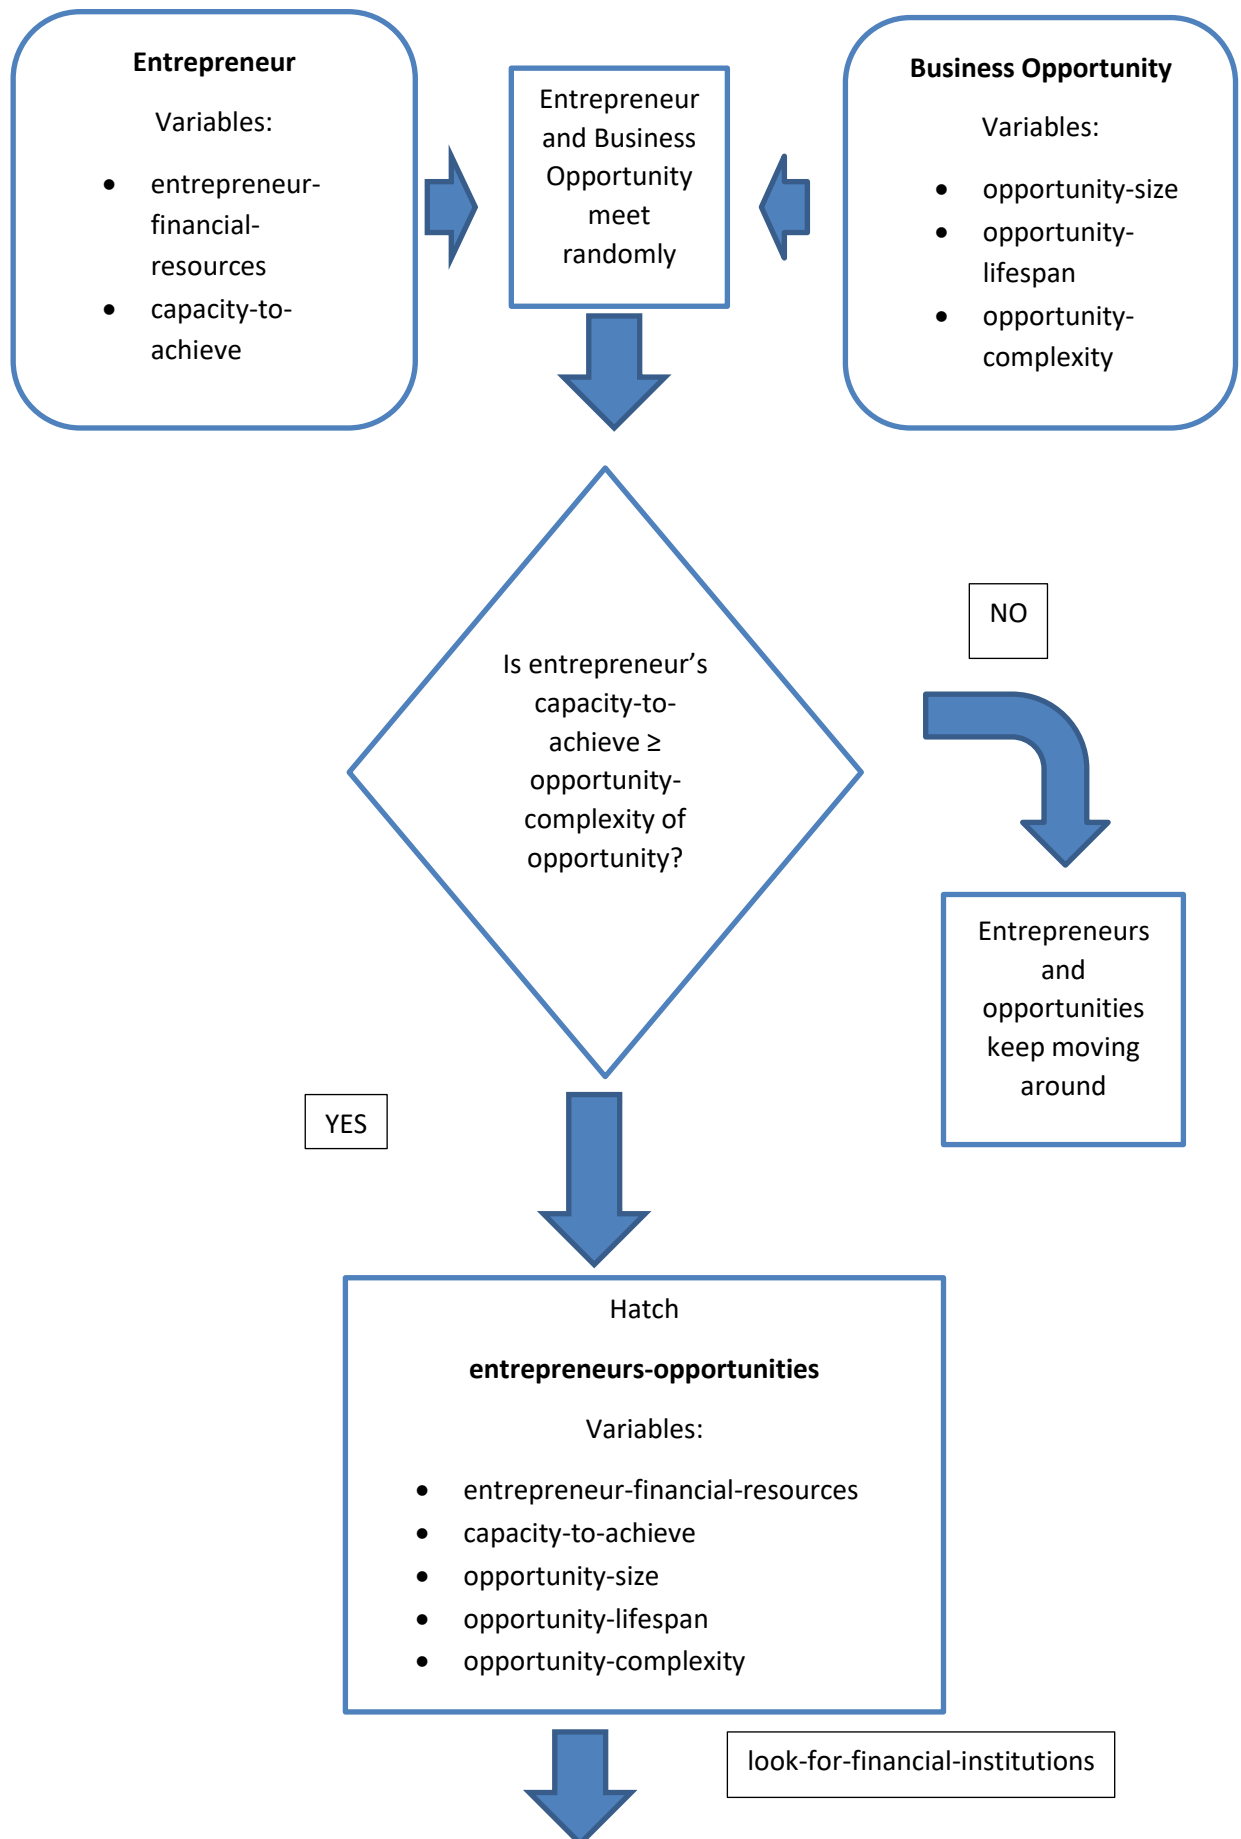 Entrepreneur
Variables:
• entrepreneur-
financial-
resources
• capacity-to-
achieve
Entrepreneur
and Business
Opportunity
meet
randomly
Business Opportunity
Variables:
• opportunity-size
• opportunity-
lifespan
• opportunity-
complexity
Is entrepreneur’s
capacity-to-
achieve ≥
opportunity-
complexity of
opportunity?
NO
Entrepreneurs
and
opportunities
keep moving
around
YES
Hatch
entrepreneurs-opportunities
Variables:
• entrepreneur-financial-resources
• capacity-to-achieve
• opportunity-size
• opportunity-lifespan
• opportunity-complexity
look-for-financial-institutions